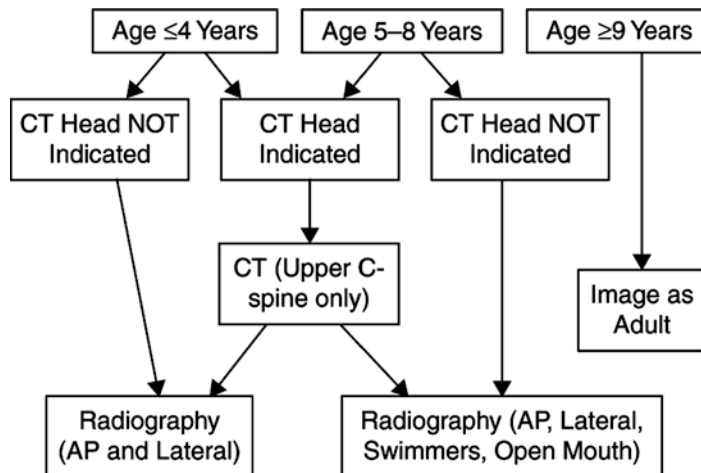 Age ≤4 Years
Age 5–8 Years
Age ≥9 Years
CT Head NOT
Indicated
CT Head
Indicated
CT Head NOT
Indicated
CT (Upper C-
spine only)
Image as
Adult
Radiography
(AP and Lateral)
Radiography (AP, Lateral,
Swimmers, Open Mouth)